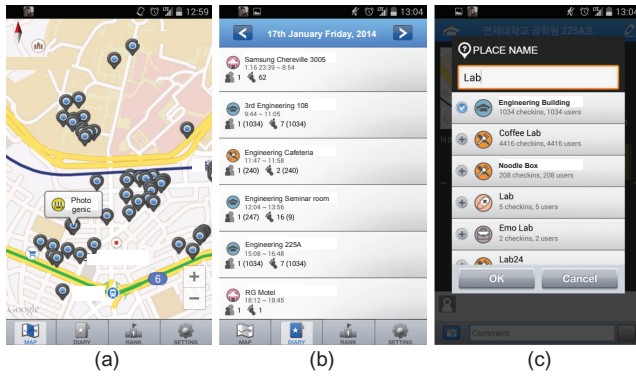 12:59
Photo
genic
6
+
−
Google
MAP
DIARY
RANK
SETTING
(a)
13:04
17th January Friday, 2014
Samsung Chereville 3005
1.16 23:39 ~ 8:54
1 62
3rd Engineering 108
9:44 ~ 11:05
1 (1034) 7 (1034)
Engineering Cafeteria
11:47 ~ 11:58
1 (240) 2 (240)
Engineering Seminar room
12:04 ~ 13:56
1 (247) 16 (9)
Engineering 225A
15:08 ~ 16:48
1 (1034) 7 (1034)
RG Motel
18:12 ~ 18:45
1 1
MAP
DIARY
RANK
SETTING
(b)
13:04
연세대학교 공학원 225A호
PLACE NAME
Lab
Engineering Building
1034 checkins, 1034 users
Coffee Lab
4416 checkins, 4416 users
Noodle Box
208 checkins, 208 users
Lab
5 checkins, 5 users
Emo Lab
2 checkins, 2 users
Lab24
OK
Cancel
Comment
(c)